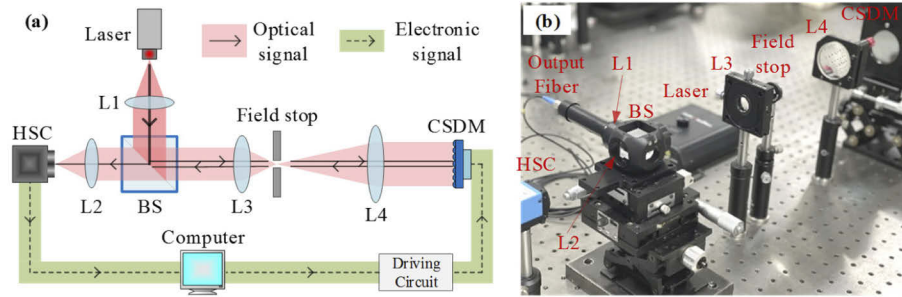 (a)
Laser
Optical
signal
Electronic
signal
L1
HSC
Field stop
CSDM
L2
BS
L3
L4
Computer
Driving
Circuit
(b)
CSDM
L4
Field
stop
L3
L1
Output
Fiber
BS
Laser
HSC
L2